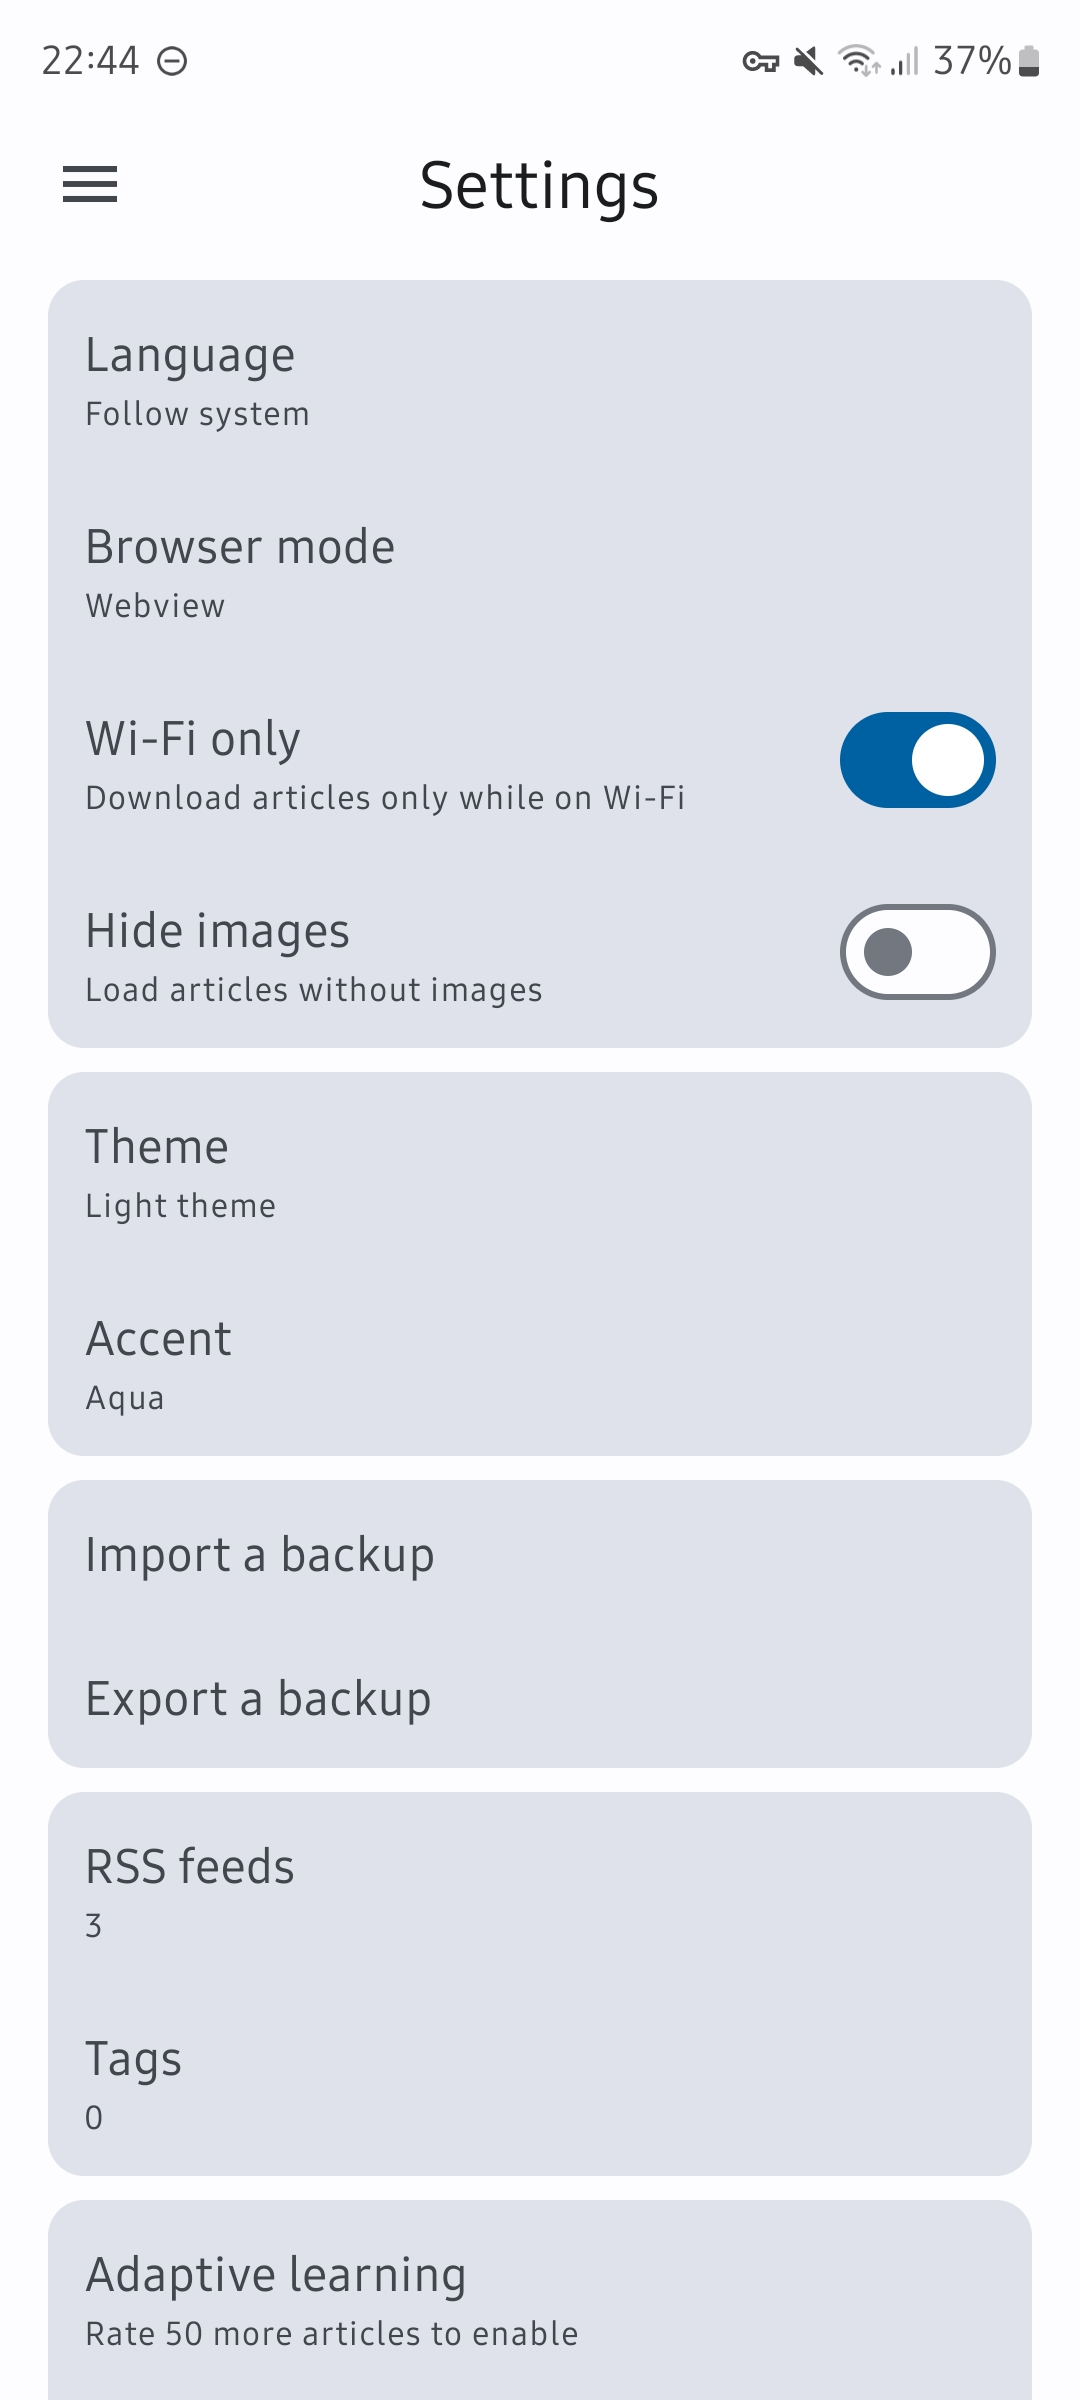 22:44
37%
Settings
Language
Follow system
Browser mode
Webview
Wi-Fi only
Download articles only while on Wi-Fi
Hide images
Load articles without images
Theme
Light theme
Accent
Aqua
Import a backup
Export a backup
RSS feeds
3
Tags
0
Adaptive learning
Rate 50 more articles to enable